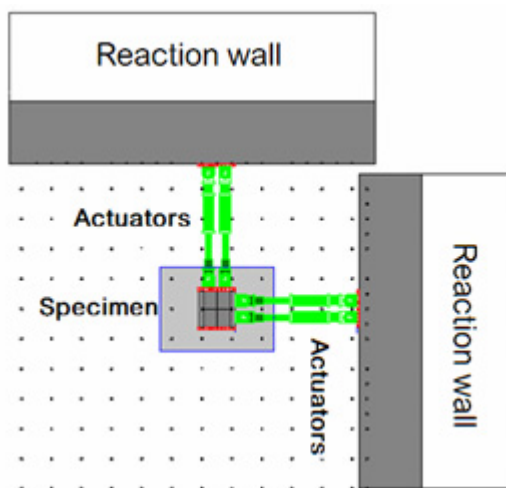 Reaction wall
Actuators
Specimen
Actuators
Reaction wall